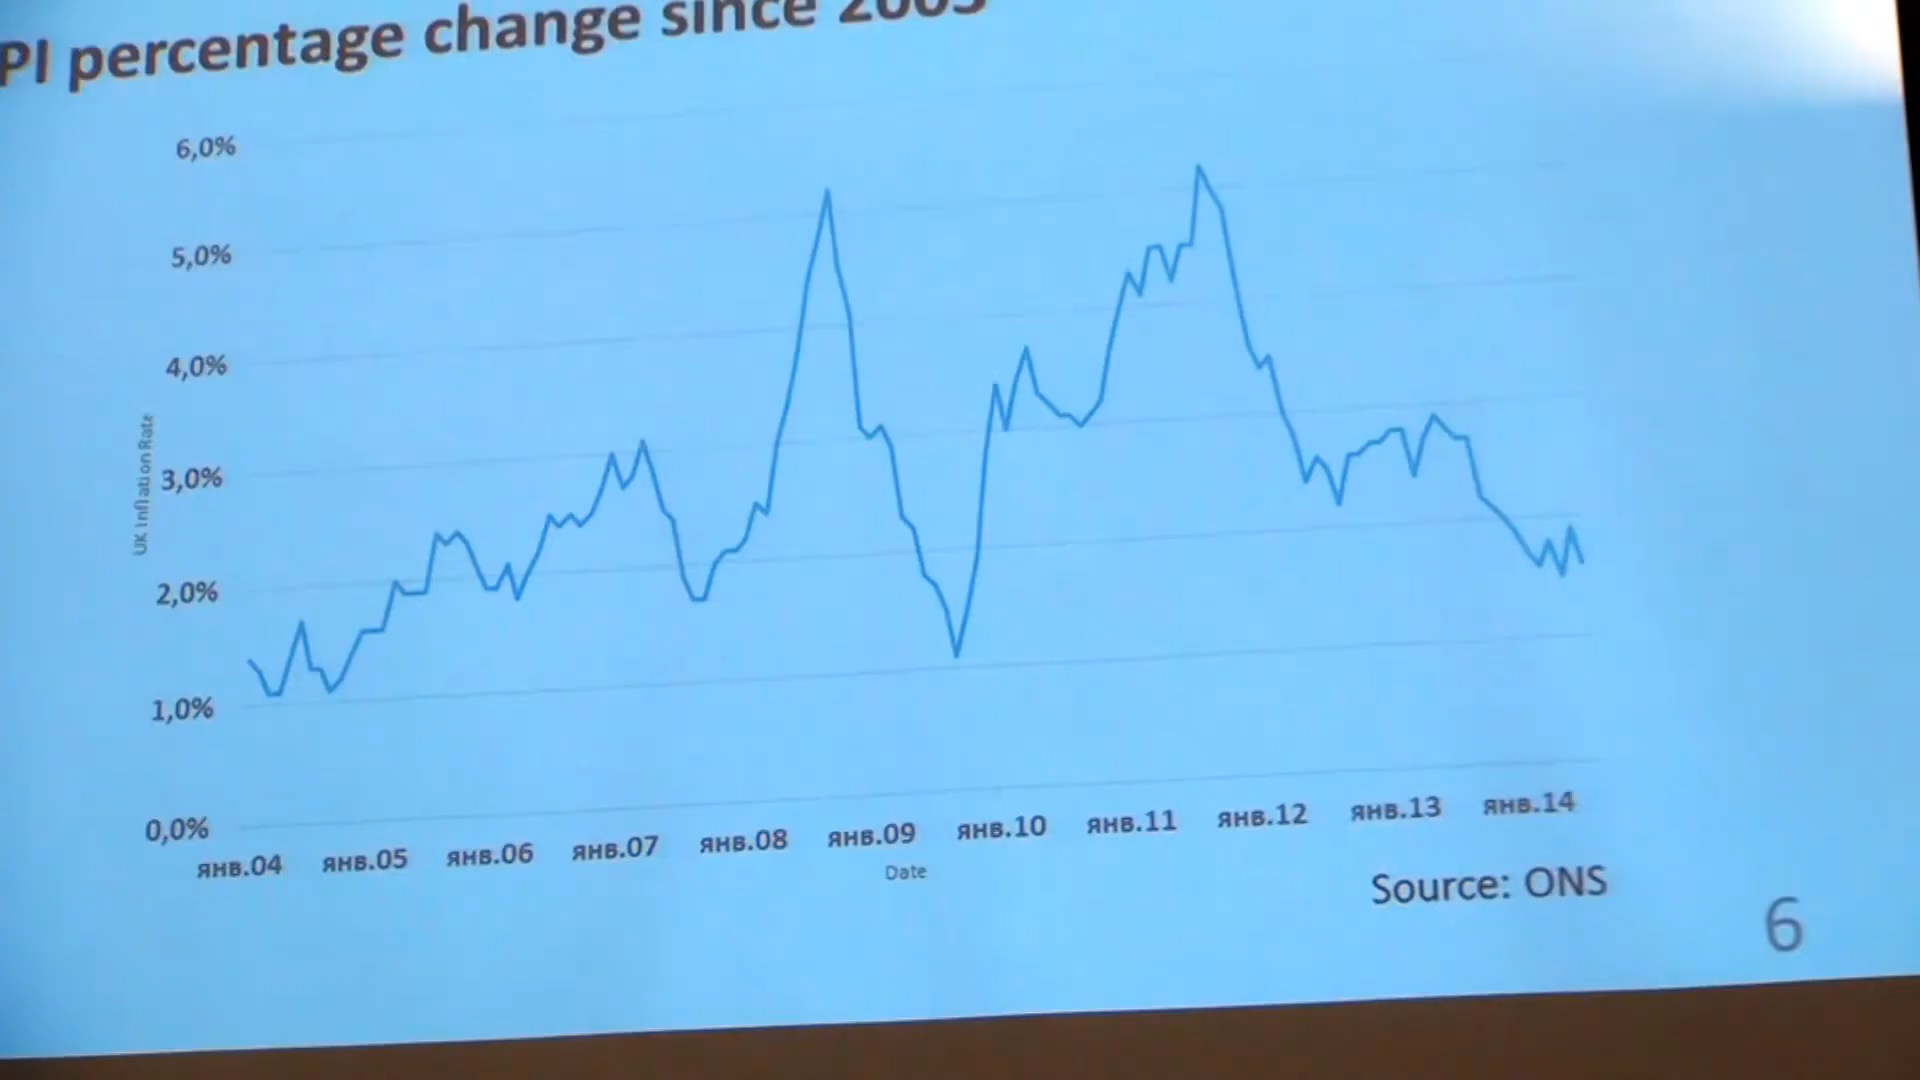 PI percentage change since 2003
6,0%
5,0%
4,0%
3,0%
2,0%
1,0%
0,0%
UK Inflation Rate
янв.04 янв.05 янв.06 янв.07 янв.08 янв.09 янв.10 янв.11 янв.12 янв.13 янв.14
Date
Source: ONS
6